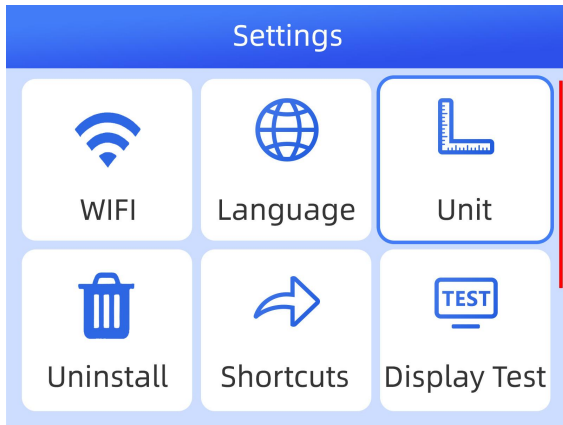 Settings
WIFI
Language
Unit
TEST
Uninstall
Shortcuts
Display Test